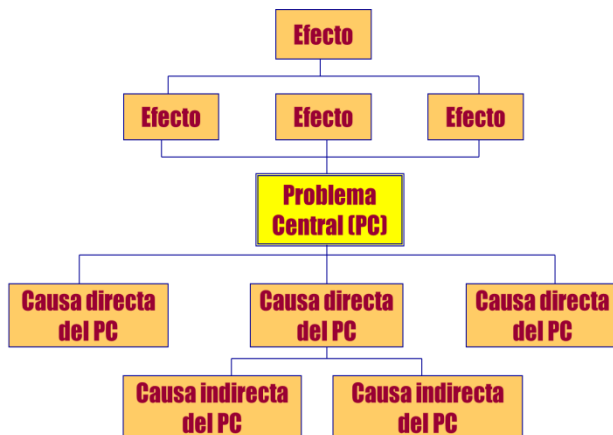 Efecto
Efecto
Efecto
Efecto
Problema
Central (PC)
Causa directa
del PC
Causa directa
del PC
Causa directa
del PC
Causa indirecta
del PC
Causa indirecta
del PC